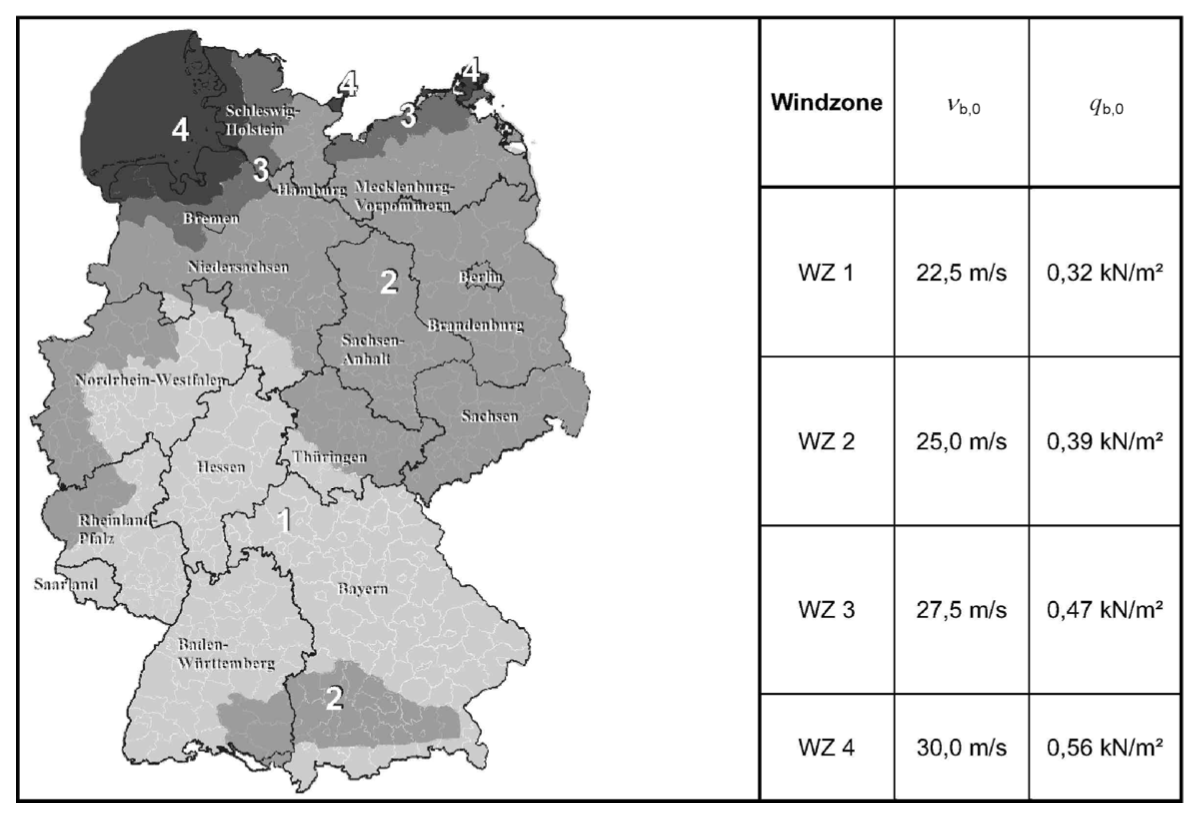 4
4
4
Schleswig-
Holstein
3
3
Hamburg
Mecklenburg-
Vorpommern
Bremen
Niedersachsen
2
Berlin
Brandenburg
Sachsen-
Anhalt
Nordrhein-Westfalen
Sachsen
Thüringen
Hessen
1
Rheinland-
Pfalz
Saarland
Bayern
Baden-
Württemberg
2
Windzone vb,0 qb,0
WZ 1 22,5 m/s 0,32 kN/m²
WZ 2 25,0 m/s 0,39 kN/m²
WZ 3 27,5 m/s 0,47 kN/m²
WZ 4 30,0 m/s 0,56 kN/m²